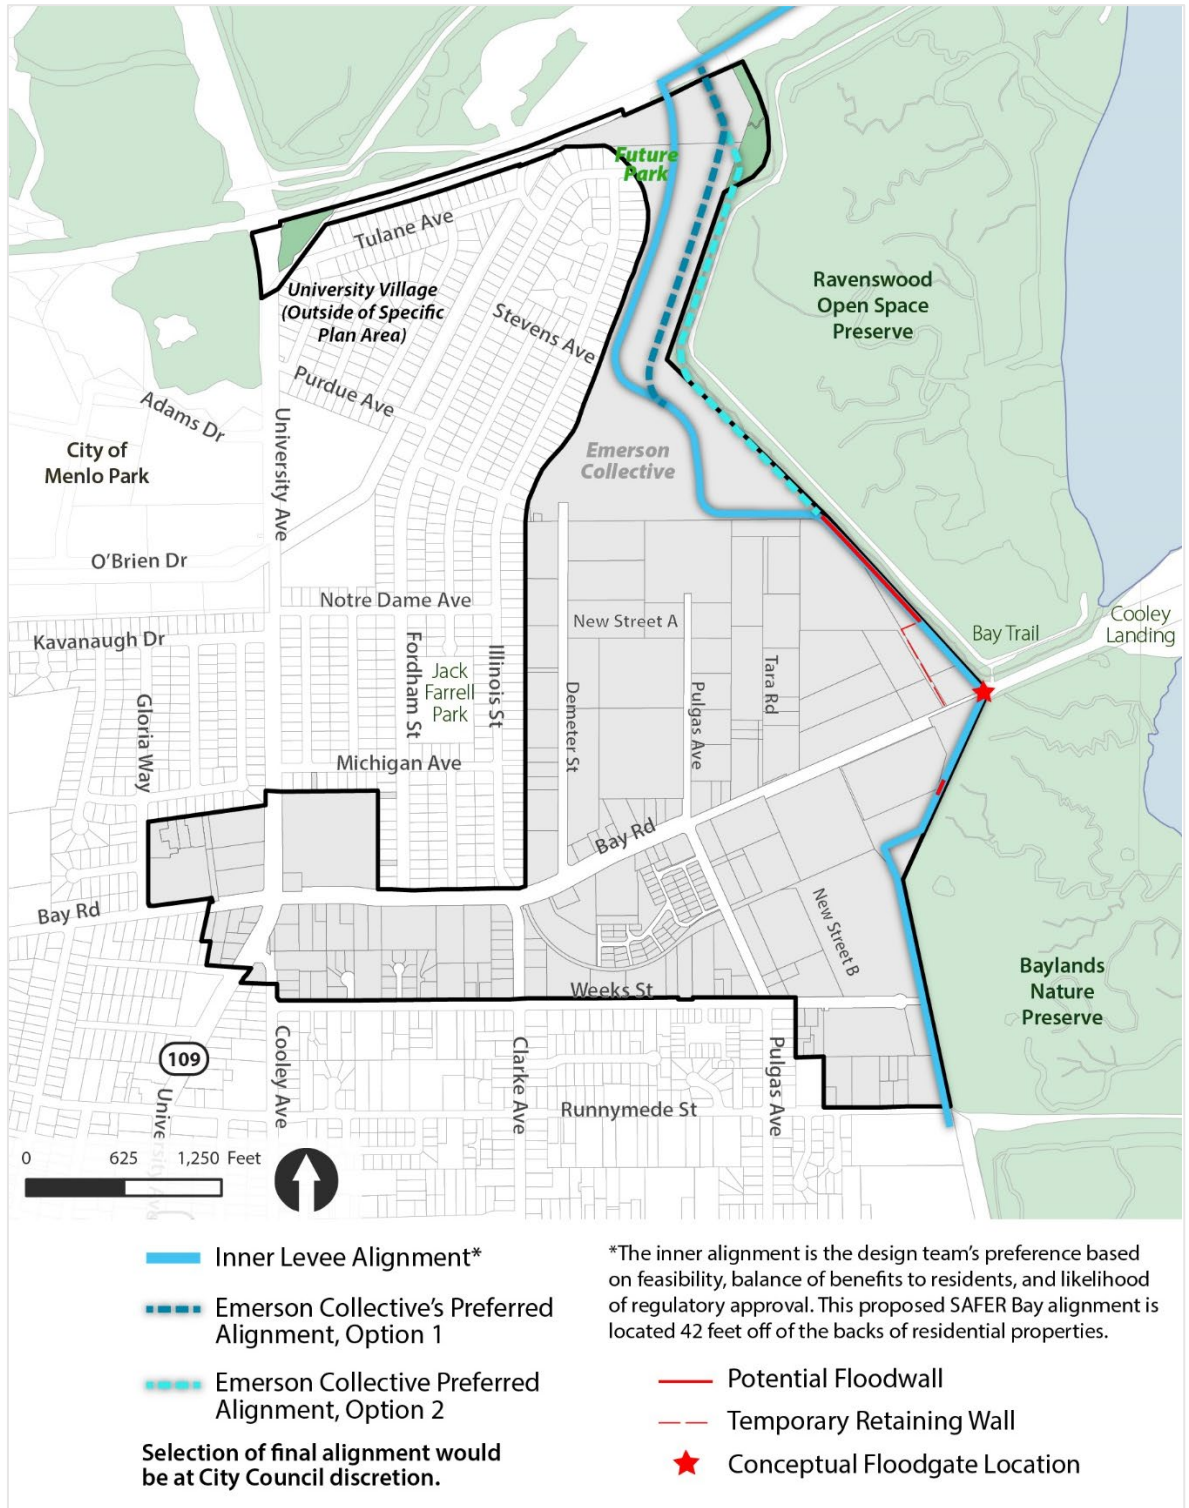 Future
Park
Tulane Ave
University Village
(Outside of Specific
Plan Area)
Ravenswood
Open Space
Preserve
Stevens Ave
Purdue Ave
Adams Dr
City of
Menlo Park
University Ave
Emerson
Collective
O'Brien Dr
Notre Dame Ave
New Street A
Kavanaugh Dr
Bay Trail
Cooley
Landing
Fordham St
Jack
Farrell
Park
Illinois St
Demeter St
Pulgas Ave
Tara Rd
Gloria Way
Michigan Ave
Bay Rd
Bay Rd
New Street B
Weeks St
Baylands
Nature
Preserve
109
Cooley Ave
Clarke Ave
Pulgas Ave
University Ave
Runnymede St
0 625 1,250 Feet
Inner Levee Alignment*
Emerson Collective's Preferred
Alignment, Option 1
Emerson Collective Preferred
Alignment, Option 2
Selection of final alignment would
be at City Council discretion.
*The inner alignment is the design team's preference based
on feasibility, balance of benefits to residents, and likelihood
of regulatory approval. This proposed SAFER Bay alignment is
located 42 feet off of the backs of residential properties.
Potential Floodwall
Temporary Retaining Wall
Conceptual Floodgate Location